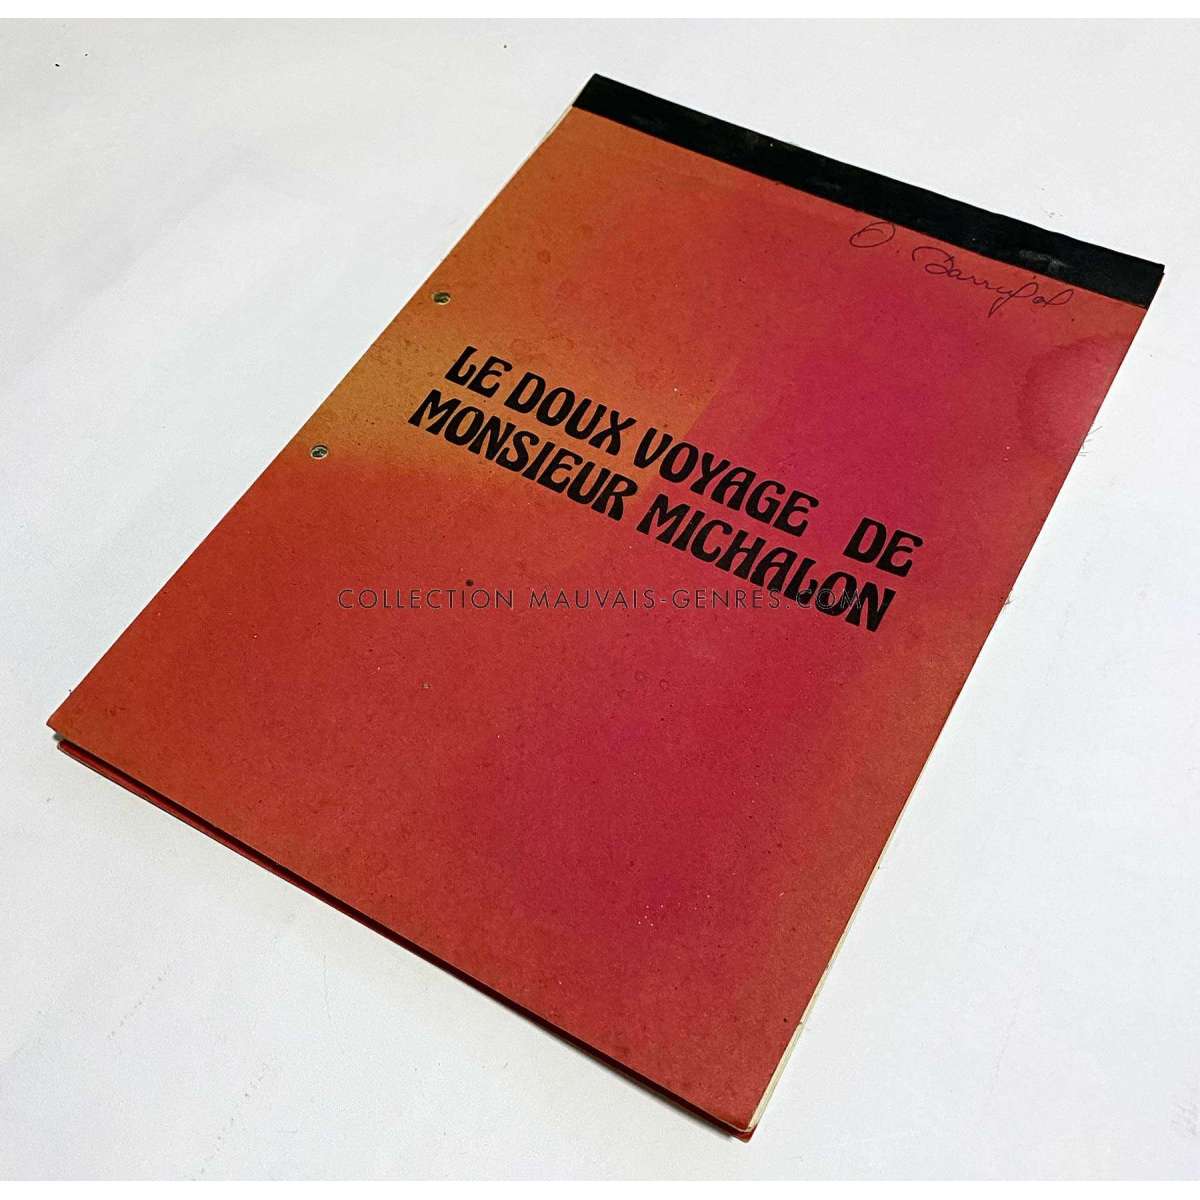 LE DOUX VOYAGE DE
MONSIEUR MICHALON
COLLECTION MAUVAIS-GENRES.COM